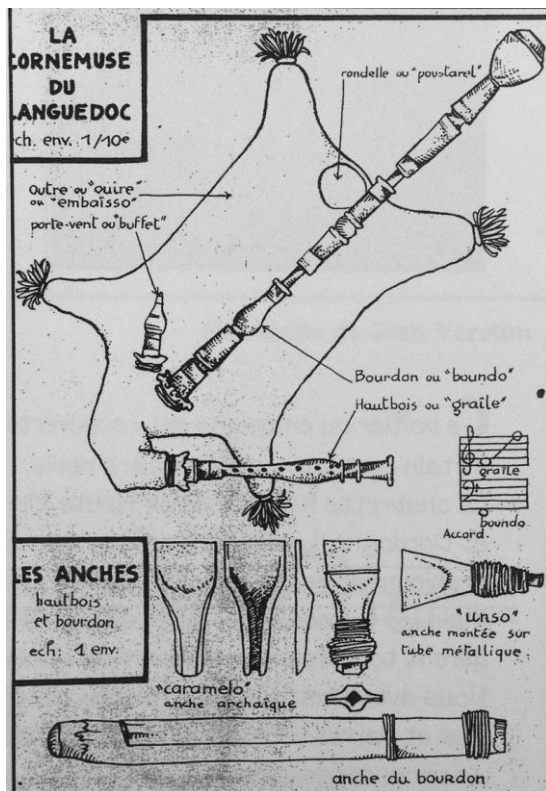 LA
CORNEMUSE
DU
LANGUEDOC
ech. env. 1/10e
rondelle ou "poustarel"
Outre ou "ouire"
ou "embaïsso"
porte-vent ou "buffet"
Bourdon ou "boundo"
Hautbois ou "graïle"
graïle
boundo
Accord.
LES ANCHES
hautbois
et bourdon
ech: 1 env.
"unso"
anche montée sur
tube métallique.
"caramelo"
anche archaïque
anche du bourdon